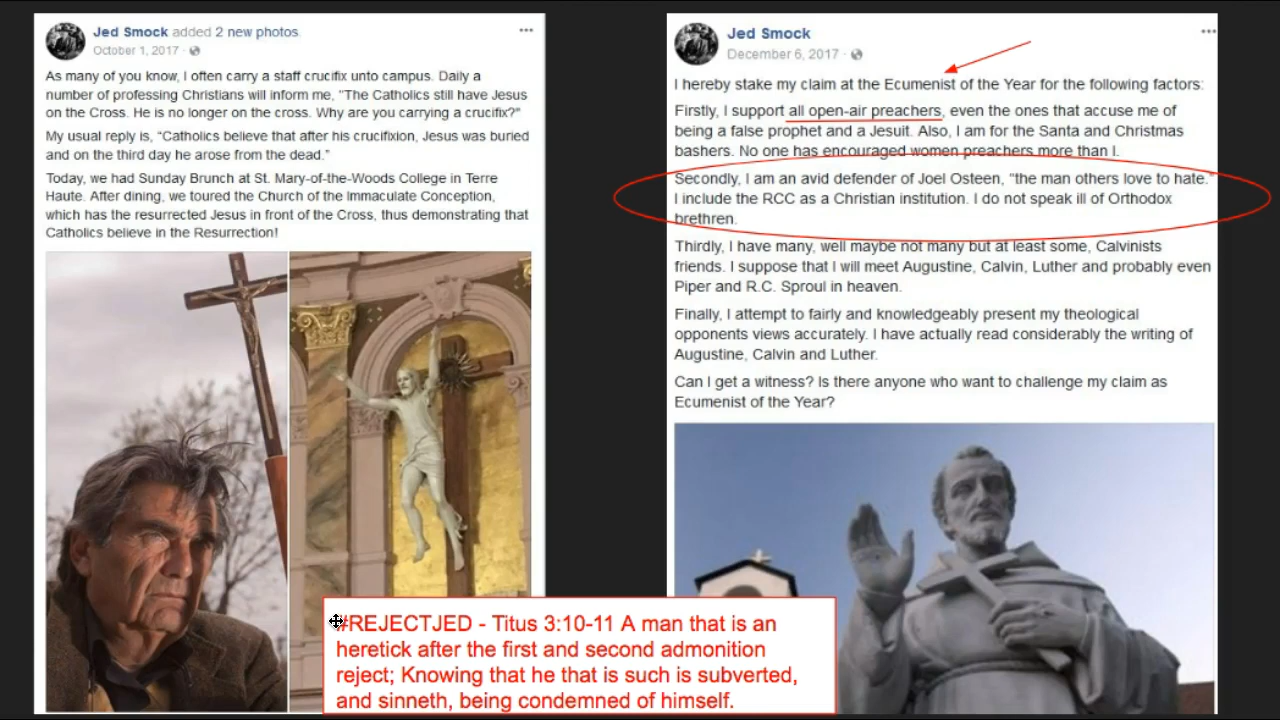 Jed Smock added 2 new photos
October 1, 2017 ·
As many of you know, I often carry a staff crucifix unto campus. Daily a
number of professing Christians will inform me, "The Catholics still have Jesus
on the Cross. He is no longer on the cross. Why are you carrying a crucifix?"
My usual reply is, "Catholics believe that after his crucifixion, Jesus was buried
and on the third day he arose from the dead."
Today, we had Sunday Brunch at St. Mary-of-the-Woods College in Terre
Haute. After dining, we toured the Church of the Immaculate Conception,
which has the resurrected Jesus in front of the Cross, thus demonstrating that
Catholics believe in the Resurrection!
Jed Smock
December 6, 2017 ·
I hereby stake my claim at the Ecumenist of the Year for the following factors:
Firstly, I support all open-air preachers, even the ones that accuse me of
being a false prophet and a Jesuit. Also, I am for the Santa and Christmas
bashers. No one has encouraged women preachers more than I.
Secondly, I am an avid defender of Joel Osteen, "the man others love to hate."
I include the RCC as a Christian institution. I do not speak ill of Orthodox
brethren.
Thirdly, I have many, well maybe not many but at least some, Calvinists
friends. I suppose that I will meet Augustine, Calvin, Luther and probably even
Piper and R.C. Sproul in heaven.
Finally, I attempt to fairly and knowledgeably present my theological
opponents views accurately. I have actually read considerably the writing of
Augustine, Calvin and Luther.
Can I get a witness? Is there anyone who want to challenge my claim as
Ecumenist of the Year?
#REJECTJED - Titus 3:10-11 A man that is an
heretick after the first and second admonition
reject; Knowing that he that is such is subverted,
and sinneth, being condemned of himself.